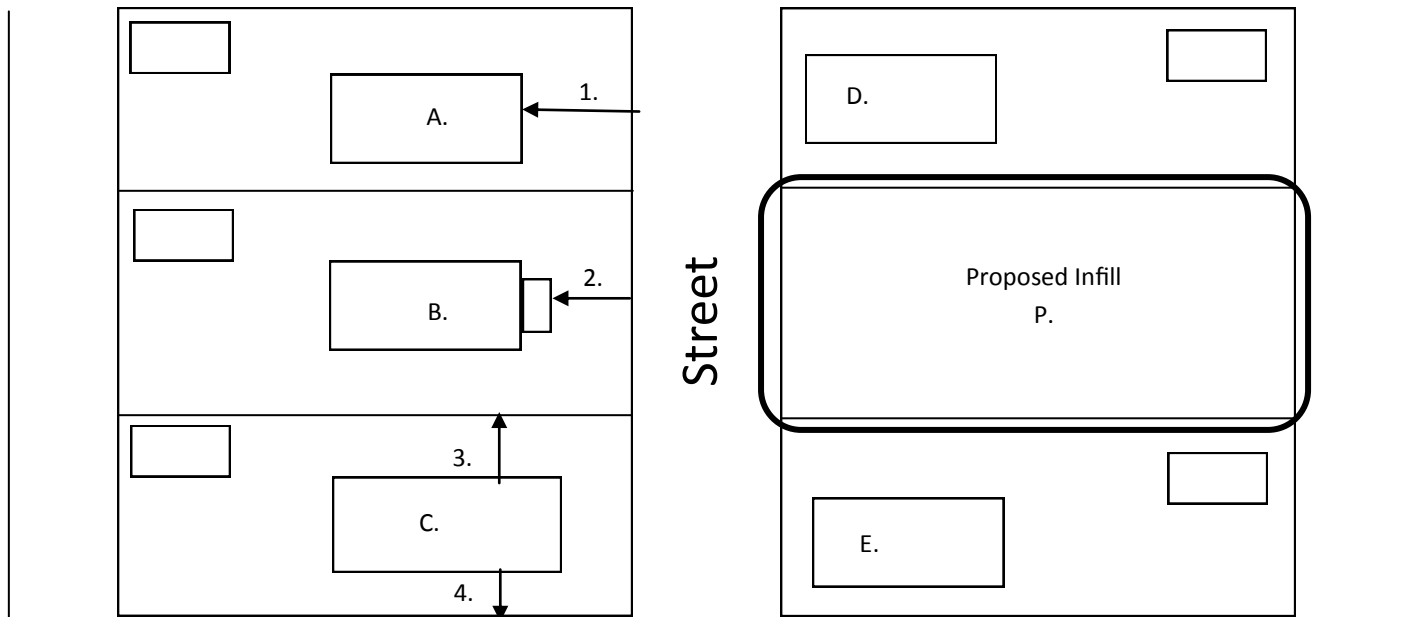 1.
A.
D.
2.
B.
Street
Proposed Infill
P.
3.
C.
4.
E.